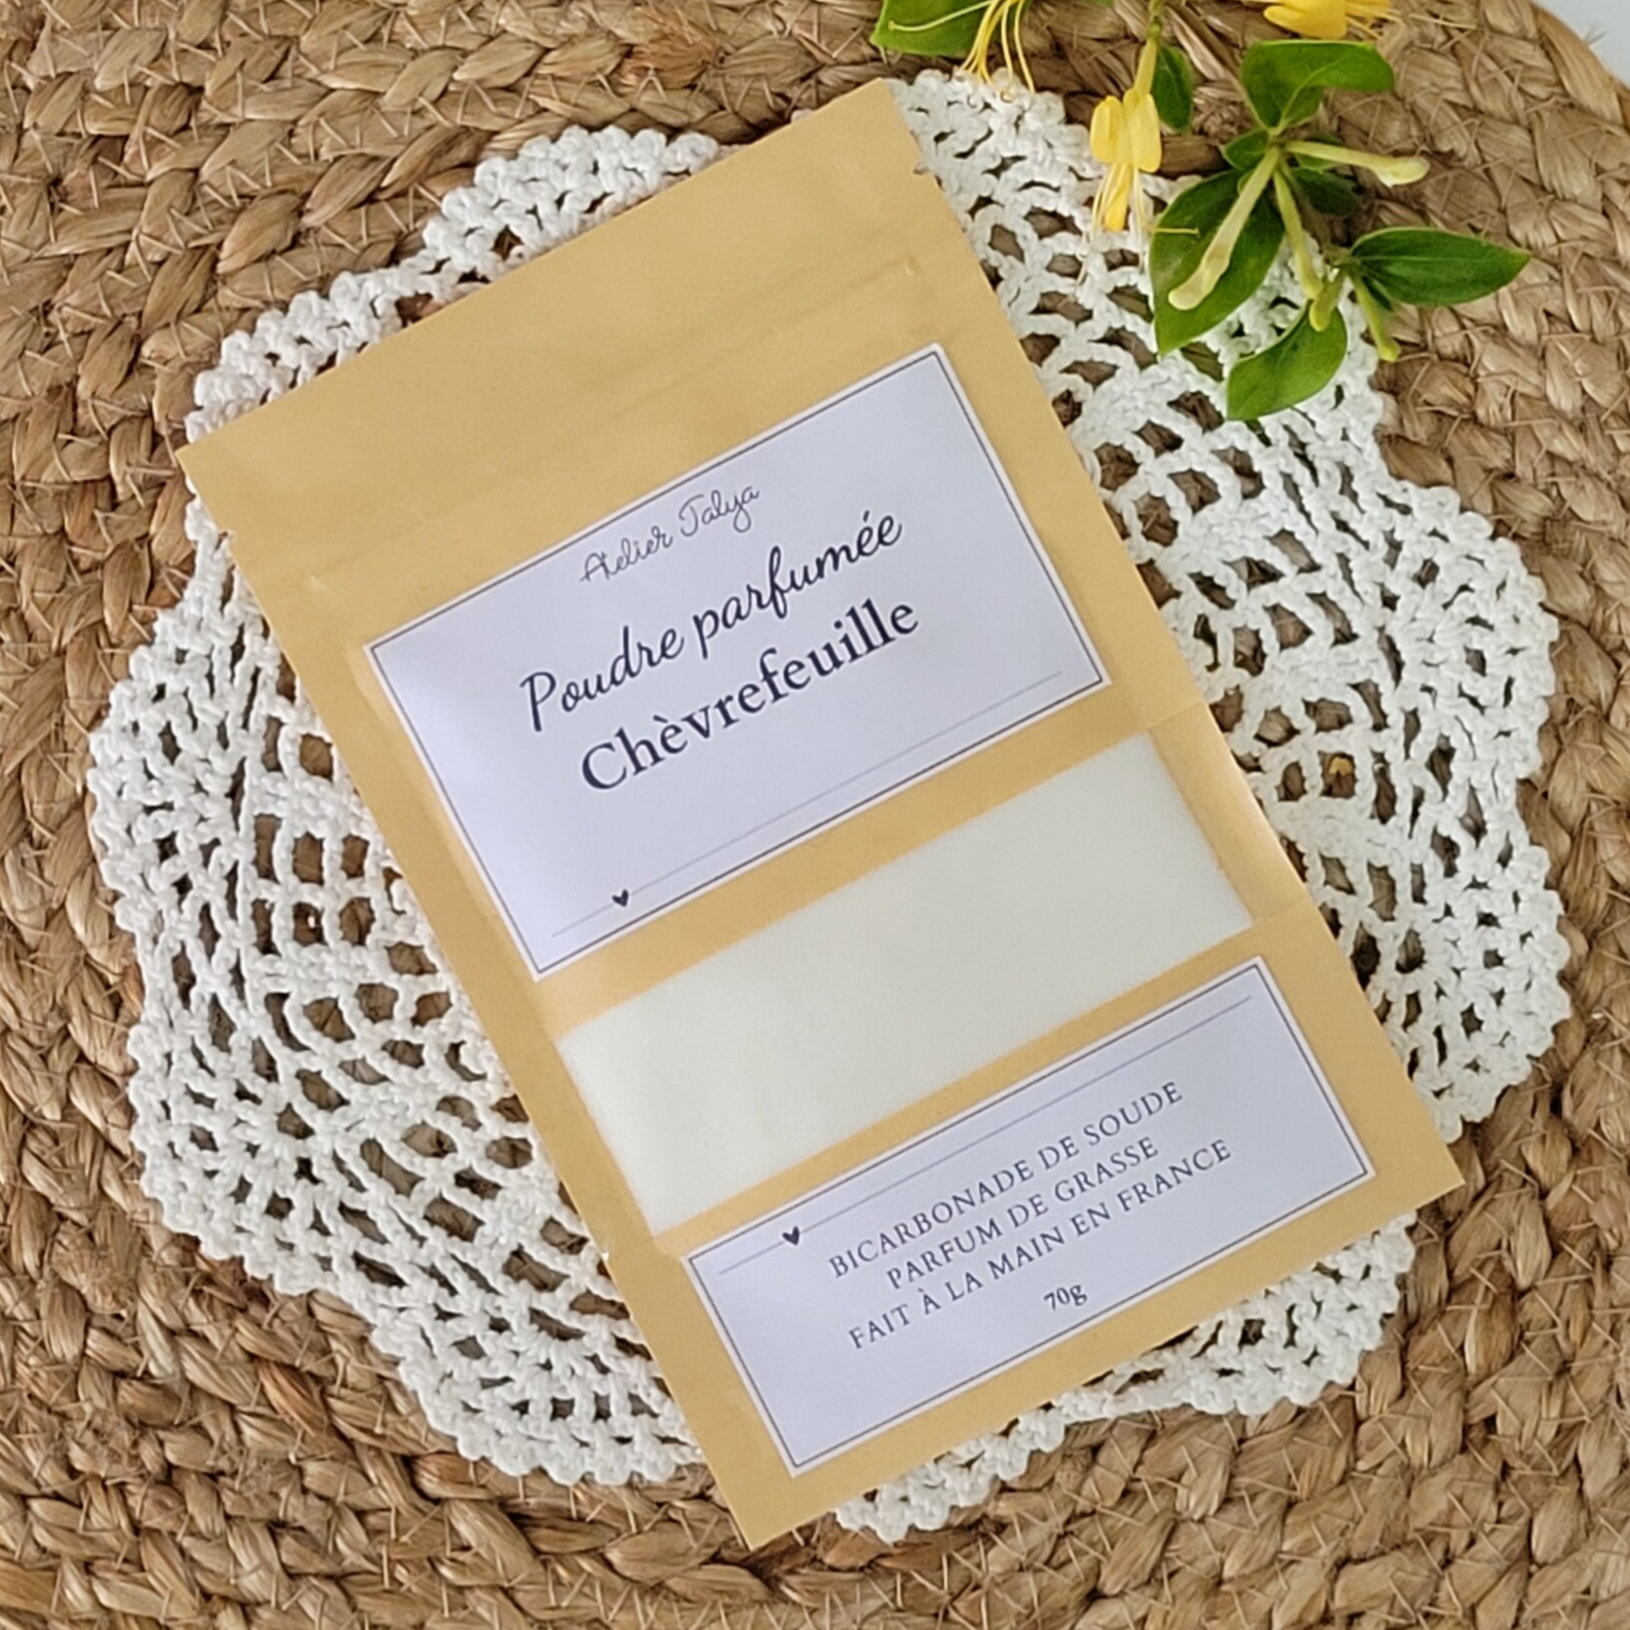 Atelier Talya
Poudre parfumée
Chèvrefeuille
BICARBONADE DE SOUDE
PARFUM DE GRASSE
FAIT À LA MAIN EN FRANCE
70g